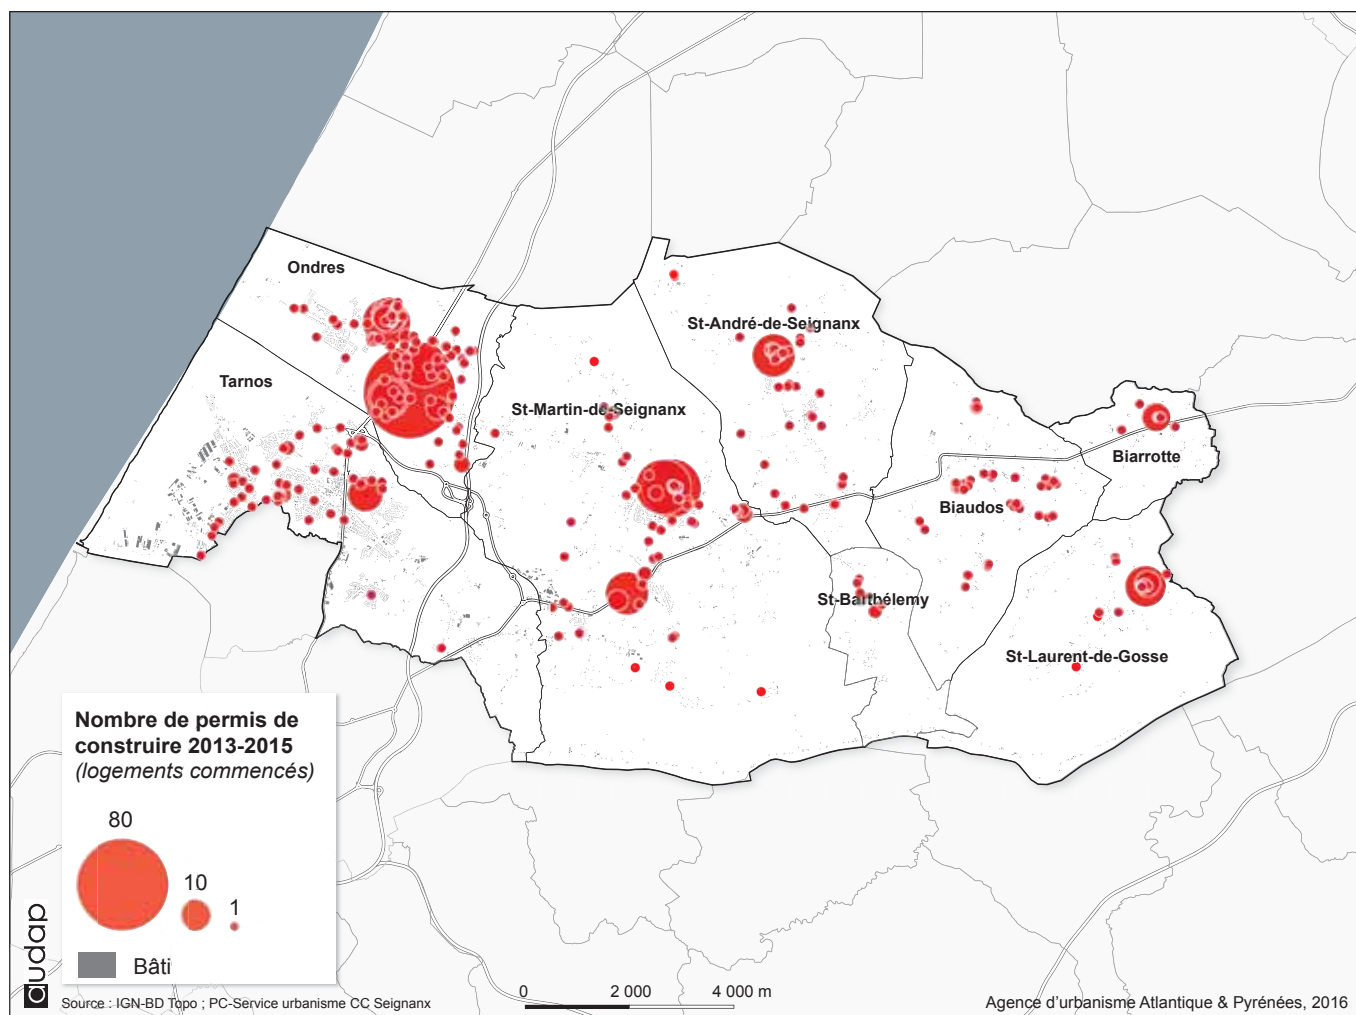 Ondres
Tarnos
St-André-de-Seignanx
St-Martin-de-Seignanx
Biarrotte
Biaudos
St-Barthélemy
St-Laurent-de-Gosse
Nombre de permis de
construire 2013-2015
(logements commencés)
80
10
1
Bâti
audap
Source : IGN-BD Topo ; PC-Service urbanisme CC Seignanx
0 2 000 4 000 m
Agence d'urbanisme Atlantique & Pyrénées, 2016